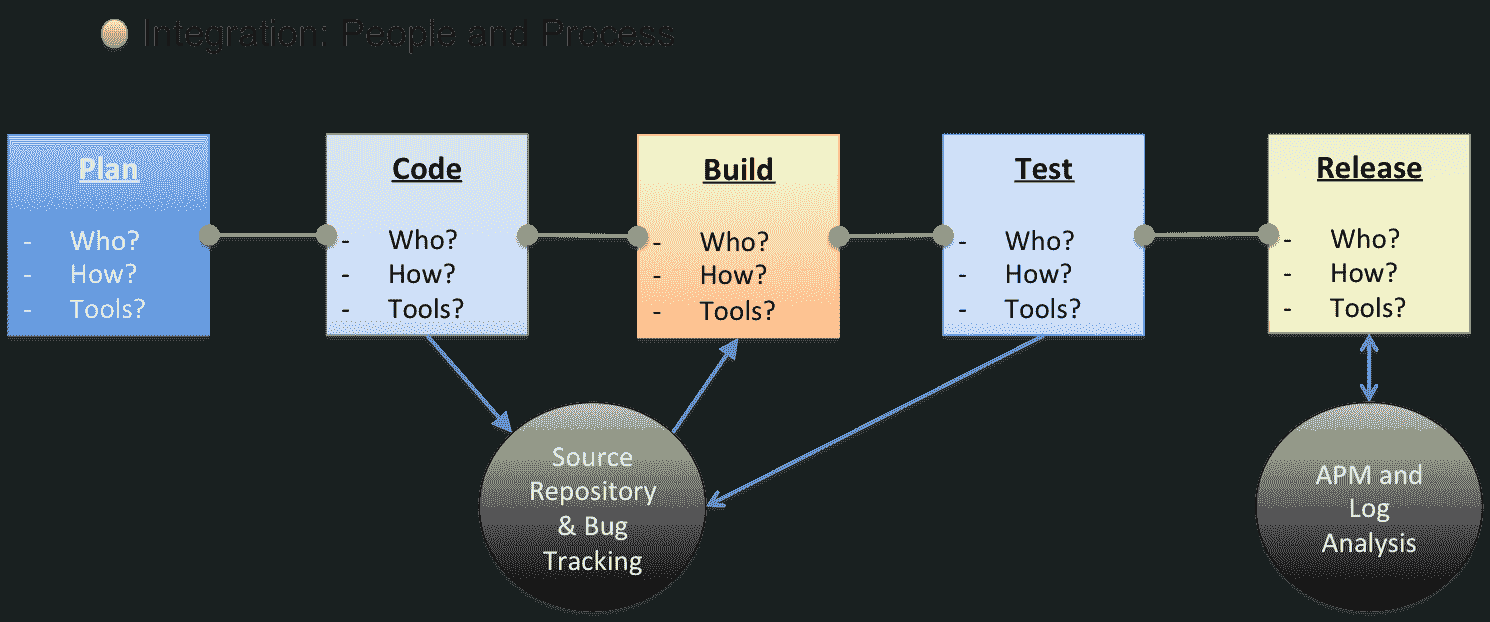 Integration: People and Process
Plan
- Who?
- How?
- Tools?
Code
- Who?
- How?
- Tools?
Build
- Who?
- How?
- Tools?
Test
- Who?
- How?
- Tools?
Release
- Who?
- How?
- Tools?
Source
Repository
& Bug
Tracking
APM and
Log
Analysis